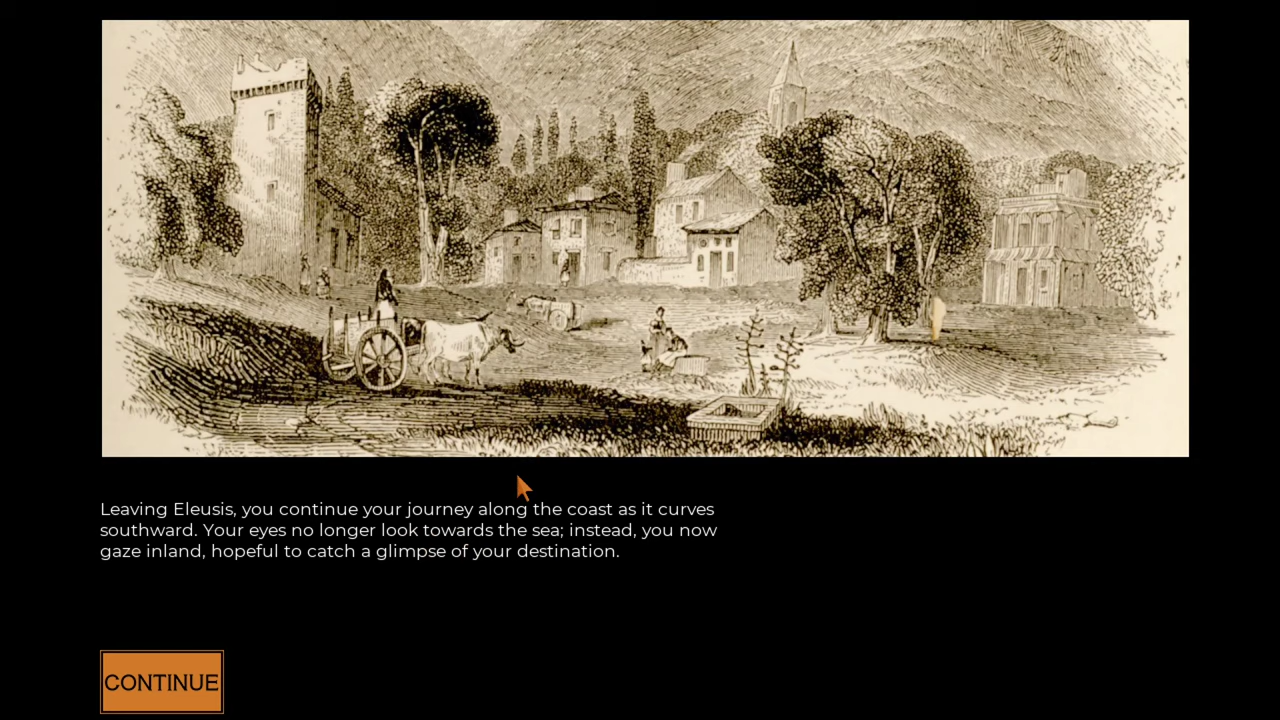 Leaving Eleusis, you continue your journey along the coast as it curves
southward. Your eyes no longer look towards the sea; instead, you now
gaze inland, hopeful to catch a glimpse of your destination.
CONTINUE